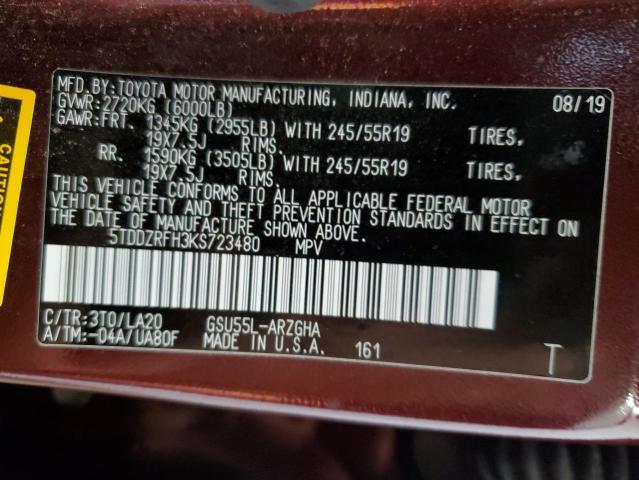 MFD.BY:TOYOTA MOTOR MANUFACTURING, INDIANA, INC. 08/19
GVWR:2720KG (6000LB)
GAWR:FRT. 1345KG (2955LB) WITH 245/55R19 TIRES,
19X7.5J RIMS.
RR. 1590KG (3505LB) WITH 245/55R19 TIRES,
19X7.5J RIMS.
THIS VEHICLE CONFORMS TO ALL APPLICABLE FEDERAL MOTOR
VEHICLE SAFETY AND THEFT PREVENTION STANDARDS IN EFFECT ON
THE DATE OF MANUFACTURE SHOWN ABOVE.
5TDDZRFH3KS723480 MPV
C/TR:3T0/LA20 GSU55L-ARZGHA
A/TM:-04A/UA80F MADE IN U.S.A. 161 T
CAUTION